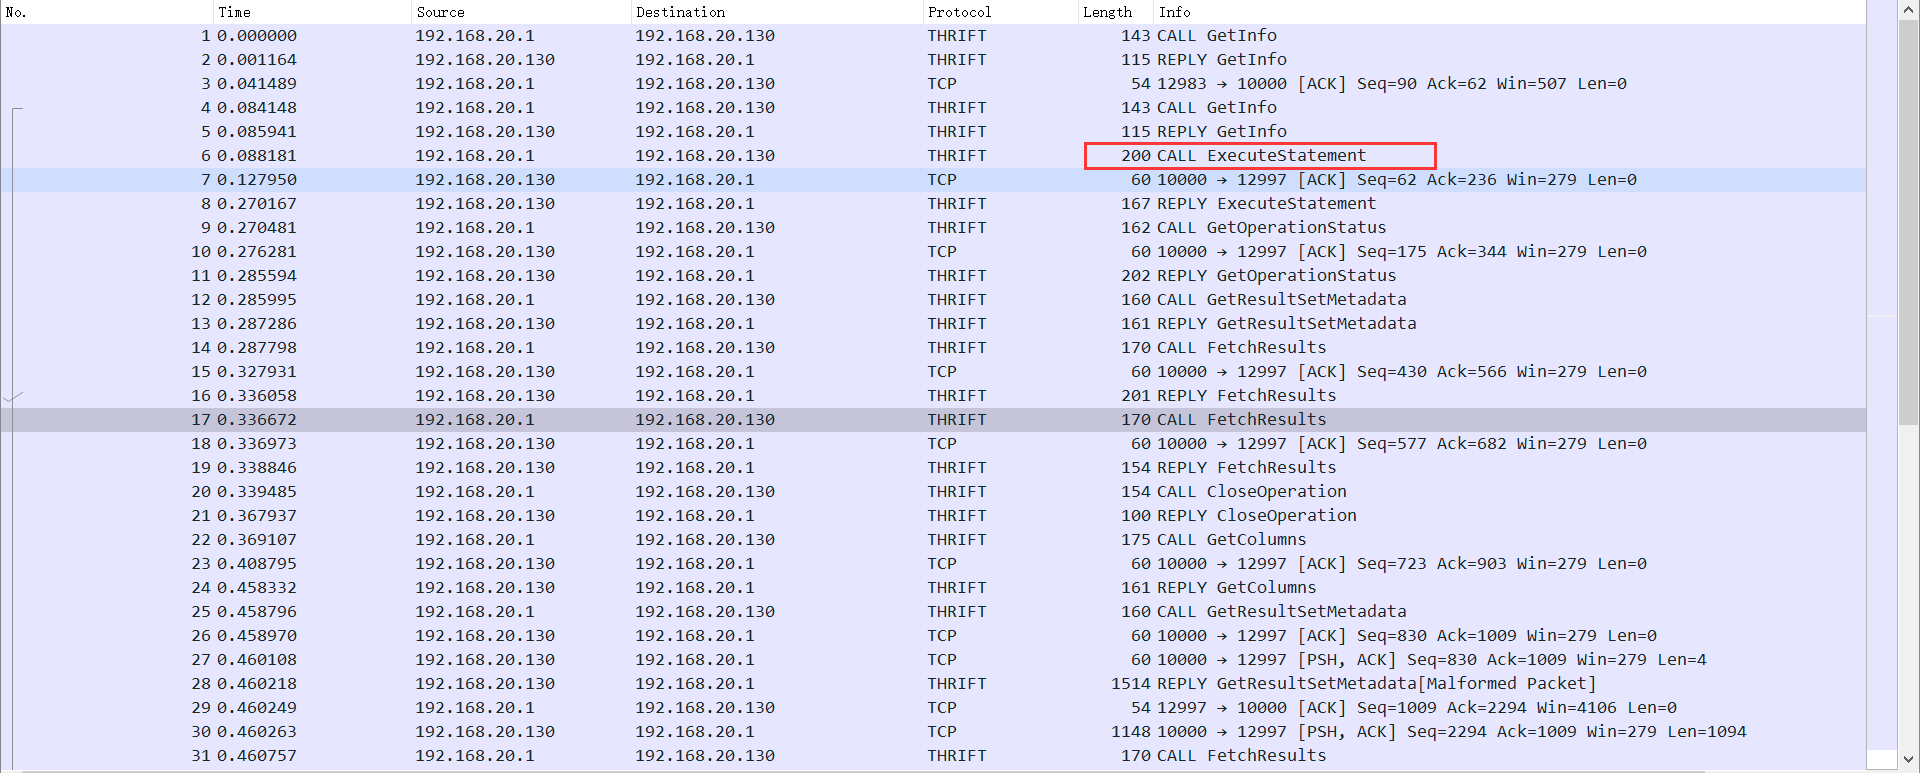 No. Time Source Destination Protocol Length Info
1 0.000000 192.168.20.1 192.168.20.130 THRIFT 143 CALL GetInfo
2 0.001164 192.168.20.130 192.168.20.1 THRIFT 115 REPLY GetInfo
3 0.041489 192.168.20.1 192.168.20.130 TCP 54 12983 → 10000 [ACK] Seq=90 Ack=62 Win=507 Len=0
4 0.084148 192.168.20.1 192.168.20.130 THRIFT 143 CALL GetInfo
5 0.085941 192.168.20.130 192.168.20.1 THRIFT 115 REPLY GetInfo
6 0.088181 192.168.20.1 192.168.20.130 THRIFT 200 CALL ExecuteStatement
7 0.127950 192.168.20.130 192.168.20.1 TCP 60 10000 → 12997 [ACK] Seq=62 Ack=236 Win=279 Len=0
8 0.270167 192.168.20.130 192.168.20.1 THRIFT 167 REPLY ExecuteStatement
9 0.270481 192.168.20.1 192.168.20.130 THRIFT 162 CALL GetOperationStatus
10 0.276281 192.168.20.130 192.168.20.1 TCP 60 10000 → 12997 [ACK] Seq=175 Ack=344 Win=279 Len=0
11 0.285594 192.168.20.130 192.168.20.1 THRIFT 202 REPLY GetOperationStatus
12 0.285995 192.168.20.1 192.168.20.130 THRIFT 160 CALL GetResultSetMetadata
13 0.287286 192.168.20.130 192.168.20.1 THRIFT 161 REPLY GetResultSetMetadata
14 0.287798 192.168.20.1 192.168.20.130 THRIFT 170 CALL FetchResults
15 0.327931 192.168.20.130 192.168.20.1 TCP 60 10000 → 12997 [ACK] Seq=430 Ack=566 Win=279 Len=0
16 0.336058 192.168.20.130 192.168.20.1 THRIFT 201 REPLY FetchResults
17 0.336672 192.168.20.1 192.168.20.130 THRIFT 170 CALL FetchResults
18 0.336973 192.168.20.130 192.168.20.1 TCP 60 10000 → 12997 [ACK] Seq=577 Ack=682 Win=279 Len=0
19 0.338846 192.168.20.130 192.168.20.1 THRIFT 154 REPLY FetchResults
20 0.339485 192.168.20.1 192.168.20.130 THRIFT 154 CALL CloseOperation
21 0.367937 192.168.20.130 192.168.20.1 THRIFT 100 REPLY CloseOperation
22 0.369107 192.168.20.1 192.168.20.130 THRIFT 175 CALL GetColumns
23 0.408795 192.168.20.130 192.168.20.1 TCP 60 10000 → 12997 [ACK] Seq=723 Ack=903 Win=279 Len=0
24 0.458332 192.168.20.130 192.168.20.1 THRIFT 161 REPLY GetColumns
25 0.458796 192.168.20.1 192.168.20.130 THRIFT 160 CALL GetResultSetMetadata
26 0.458970 192.168.20.130 192.168.20.1 TCP 60 10000 → 12997 [ACK] Seq=830 Ack=1009 Win=279 Len=0
27 0.460108 192.168.20.130 192.168.20.1 TCP 60 10000 → 12997 [PSH, ACK] Seq=830 Ack=1009 Win=279 Len=4
28 0.460218 192.168.20.130 192.168.20.1 THRIFT 1514 REPLY GetResultSetMetadata[Malformed Packet]
29 0.460249 192.168.20.1 192.168.20.130 TCP 54 12997 → 10000 [ACK] Seq=1009 Ack=2294 Win=4106 Len=0
30 0.460263 192.168.20.130 192.168.20.1 TCP 1148 10000 → 12997 [PSH, ACK] Seq=2294 Ack=1009 Win=279 Len=1094
31 0.460757 192.168.20.1 192.168.20.130 THRIFT 170 CALL FetchResults